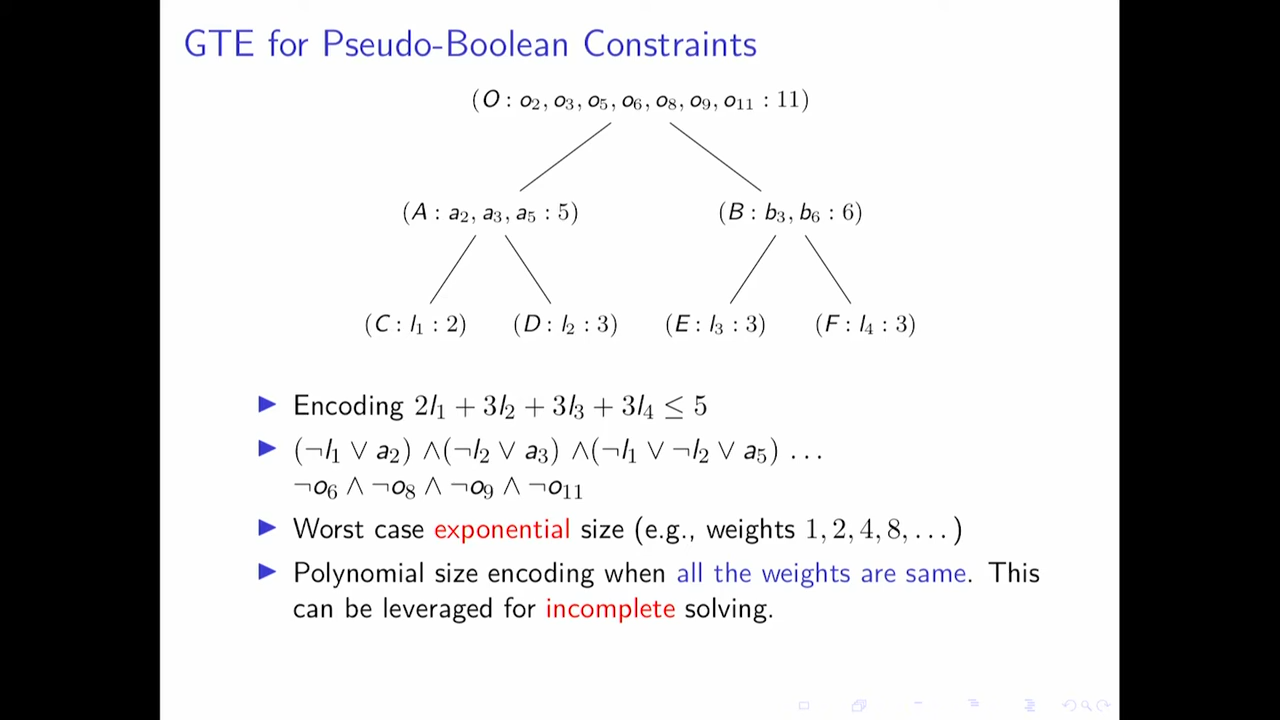 GTE for Pseudo-Boolean Constraints
(O : o₂, o₃, o₅, o₆, o₈, o₉, o₁₁ : 11)
(A : a₂, a₃, a₅ : 5) (B : b₃, b₆ : 6)
(C : l₁ : 2) (D : l₂ : 3) (E : l₃ : 3) (F : l₄ : 3)
Encoding 2l₁ + 3l₂ + 3l₃ + 3l₄ ≤ 5
(¬l₁ ∨ a₂) ∧(¬l₂ ∨ a₃) ∧(¬l₁ ∨ ¬l₂ ∨ a₅) ...
¬o₆ ∧ ¬o₈ ∧ ¬o₉ ∧ ¬o₁₁
Worst case exponential size (e.g., weights 1, 2, 4, 8, ...)
Polynomial size encoding when all the weights are same. This
can be leveraged for incomplete solving.